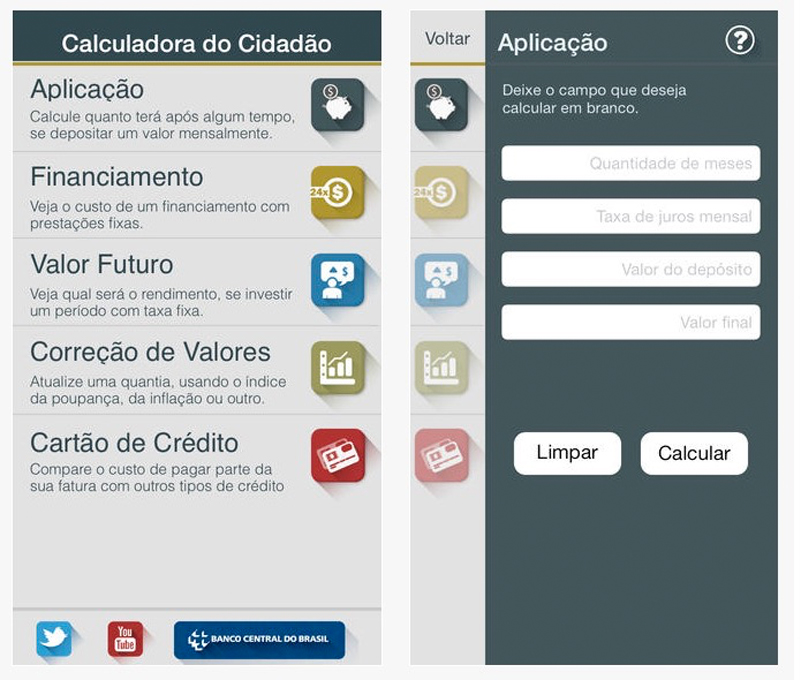 Calculadora do Cidadão
Aplicação
Calcule quanto terá após algum tempo,
se depositar um valor mensalmente.
$
Financiamento
Veja o custo de um financiamento com
prestações fixas.
24x $
Valor Futuro
Veja qual será o rendimento, se investir
um período com taxa fixa.
$
Correção de Valores
Atualize uma quantia, usando o índice
da poupança, da inflação ou outro.
Cartão de Crédito
Compare o custo de pagar parte da
sua fatura com outros tipos de crédito
You
Tube
BANCO CENTRAL DO BRASIL
Voltar
$
24x $
$
Aplicação
?
Deixe o campo que deseja
calcular em branco.
Quantidade de meses
Taxa de juros mensal
Valor do depósito
Valor final
Limpar
Calcular